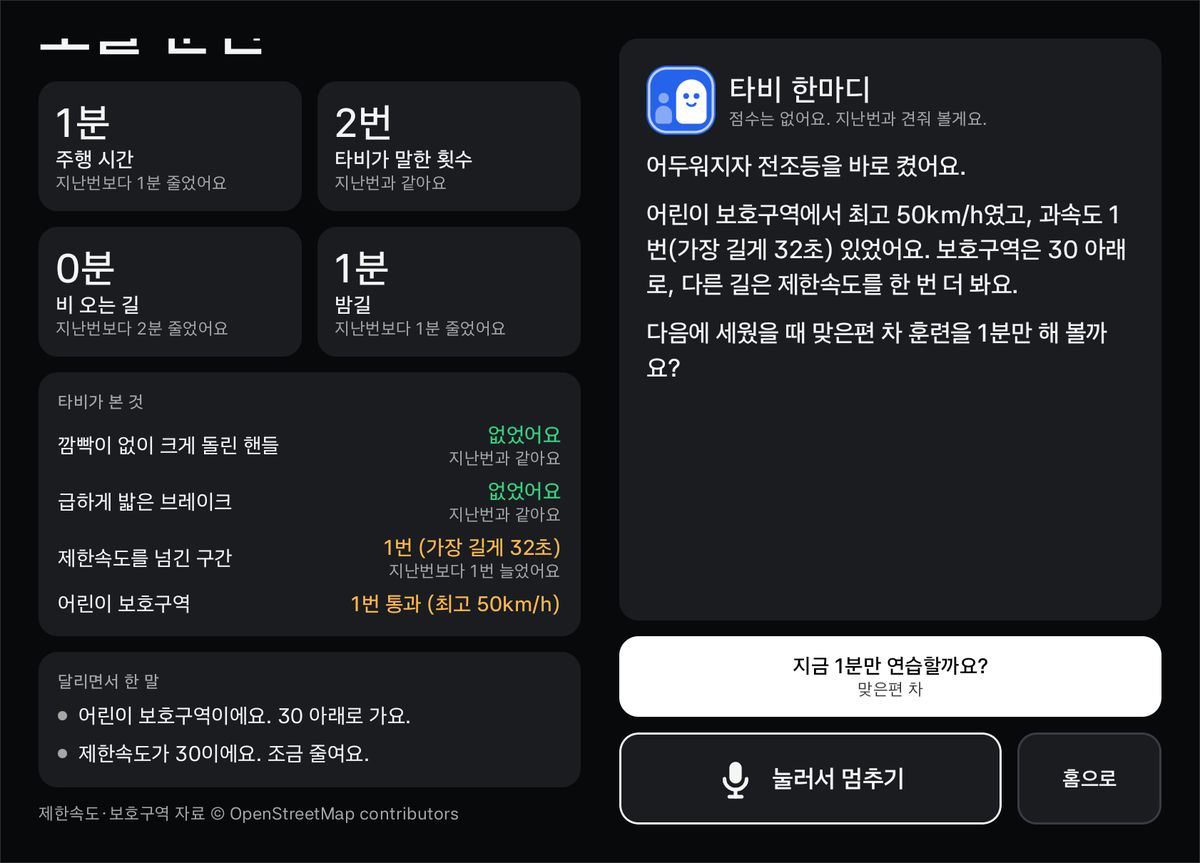 1분
주행 시간
지난번보다 1분 줄었어요
2번
타비가 말한 횟수
지난번과 같아요
0분
비 오는 길
지난번보다 2분 줄었어요
1분
밤길
지난번보다 1분 줄었어요
타비가 본 것
깜빡이 없이 크게 돌린 핸들
없었어요
지난번과 같아요
급하게 밟은 브레이크
없었어요
지난번과 같아요
제한속도를 넘긴 구간
1번 (가장 길게 32초)
지난번보다 1번 늘었어요
어린이 보호구역
1번 통과 (최고 50km/h)
달리면서 한 말
어린이 보호구역이에요. 30 아래로 가요.
제한속도가 30이에요. 조금 줄여요.
제한속도·보호구역 자료 © OpenStreetMap contributors
타비 한마디
점수는 없어요. 지난번과 견줘 볼게요.
어두워지자 전조등을 바로 켰어요.
어린이 보호구역에서 최고 50km/h였고, 과속도 1
번(가장 길게 32초) 있었어요. 보호구역은 30 아래
로, 다른 길은 제한속도를 한 번 더 봐요.
다음에 세웠을 때 맞은편 차 훈련을 1분만 해 볼까
요?
지금 1분만 연습할까요?
맞은편 차
눌러서 멈추기
홈으로